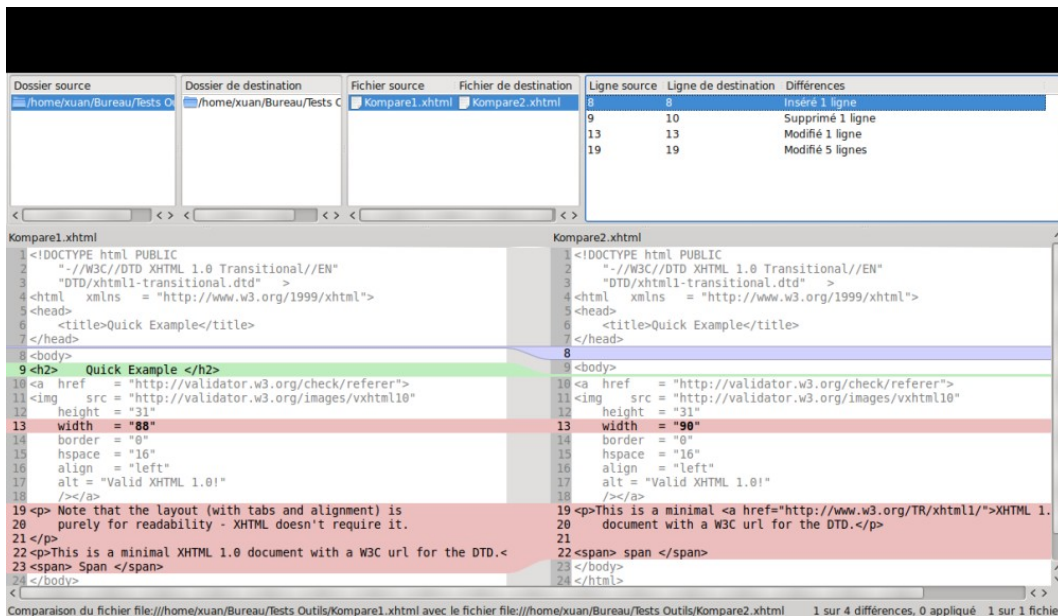 Dossier source
Dossier de destination
Fichier source Fichier de destination
Ligne source Ligne de destination Différences
/home/xuan/Bureau/Tests
/home/xuan/Bureau/Tests
Kompare1.xhtml Kompare2.xhtml
8 8 Inséré 1 ligne
9 10 Supprimé 1 ligne
13 13 Modifié 1 ligne
19 19 Modifié 5 lignes
Kompare1.xhtml
1 <!DOCTYPE html PUBLIC
2 "-//W3C//DTD XHTML 1.0 Transitional//EN"
3 "DTD/xhtml1-transitional.dtd" >
4 <html xmlns = "http://www.w3.org/1999/xhtml">
5 <head>
6 <title>Quick Example</title>
7 </head>
8 <body>
9 <h2> Quick Example </h2>
10 <a href = "http://validator.w3.org/check/referer">
11 <img src = "http://validator.w3.org/images/vxhtml10"
12 height = "31"
13 width = "88"
14 border = "0"
15 hspace = "16"
16 align = "left"
17 alt = "Valid XHTML 1.0!"
18 /></a>
19 <p> Note that the layout (with tabs and alignment) is
20 purely for readability - XHTML doesn't require it.
21 </p>
22 <p>This is a minimal XHTML 1.0 document with a W3C url for the DTD.<
23 <span> Span </span>
24 </body>
Kompare2.xhtml
1 <!DOCTYPE html PUBLIC
2 "-//W3C//DTD XHTML 1.0 Transitional//EN"
3 "DTD/xhtml1-transitional.dtd" >
4 <html xmlns = "http://www.w3.org/1999/xhtml">
5 <head>
6 <title>Quick Example</title>
7 </head>
8
9 <body>
10 <a href = "http://validator.w3.org/check/referer">
11 <img src = "http://validator.w3.org/images/vxhtml10"
12 height = "31"
13 width = "90"
14 border = "0"
15 hspace = "16"
16 align = "left"
17 alt = "Valid XHTML 1.0!"
18 /></a>
19 <p>This is a minimal <a href="http://www.w3.org/TR/xhtml1/">XHTML 1.
20 document with a W3C url for the DTD.</p>
21
22 <span> span </span>
23 </body>
24 </html>
Comparaison du fichier file:///home/xuan/Bureau/Tests Outils/Kompare1.xhtml avec le fichier file:///home/xuan/Bureau/Tests Outils/Kompare2.xhtml 1 sur 4 différences, 0 appliqué 1 sur 1 fichie